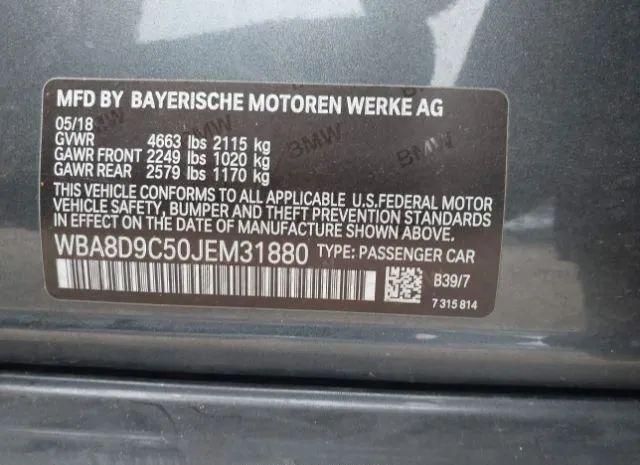 MFD BY BAYERISCHE MOTOREN WERKE AG
05/18
GVWR 4663 lbs 2115 kg
GAWR FRONT 2249 lbs 1020 kg
GAWR REAR 2579 lbs 1170 kg
THIS VEHICLE CONFORMS TO ALL APPLICABLE U.S.FEDERAL MOTOR
VEHICLE SAFETY, BUMPER AND THEFT PREVENTION STANDARDS
IN EFFECT ON THE DATE OF MANUFACTURE SHOWN ABOVE.
WBA8D9C50JEM31880 TYPE: PASSENGER CAR
B39/7
7 315 814
BMW
BMW